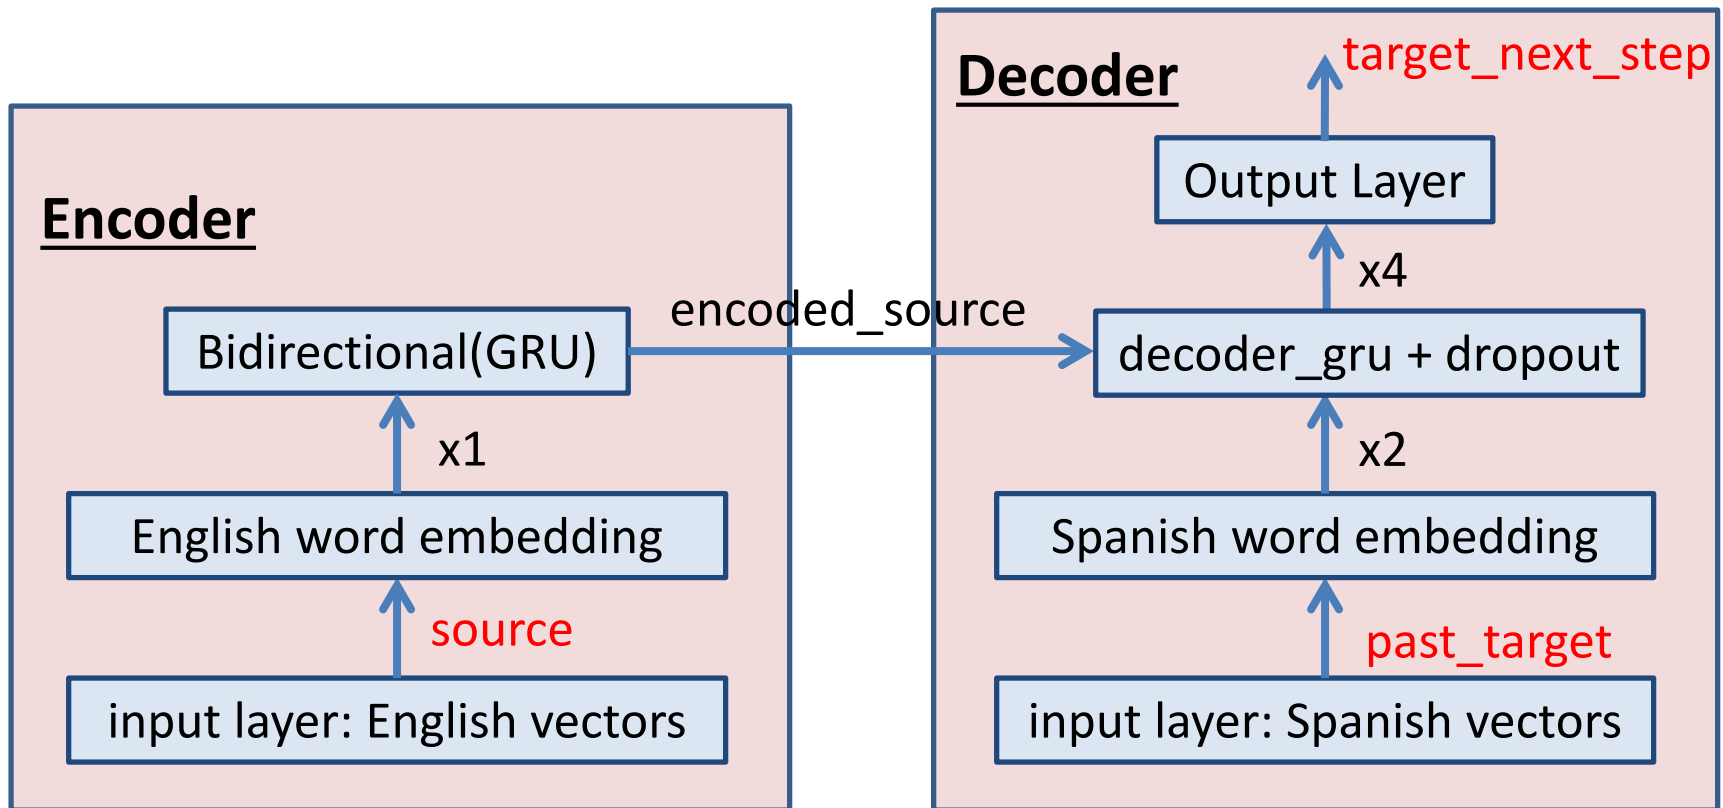 Encoder
Bidirectional(GRU)
x1
English word embedding
source
input layer: English vectors
encoded_source
Decoder
target_next_step
Output Layer
x4
decoder_gru + dropout
x2
Spanish word embedding
past_target
input layer: Spanish vectors